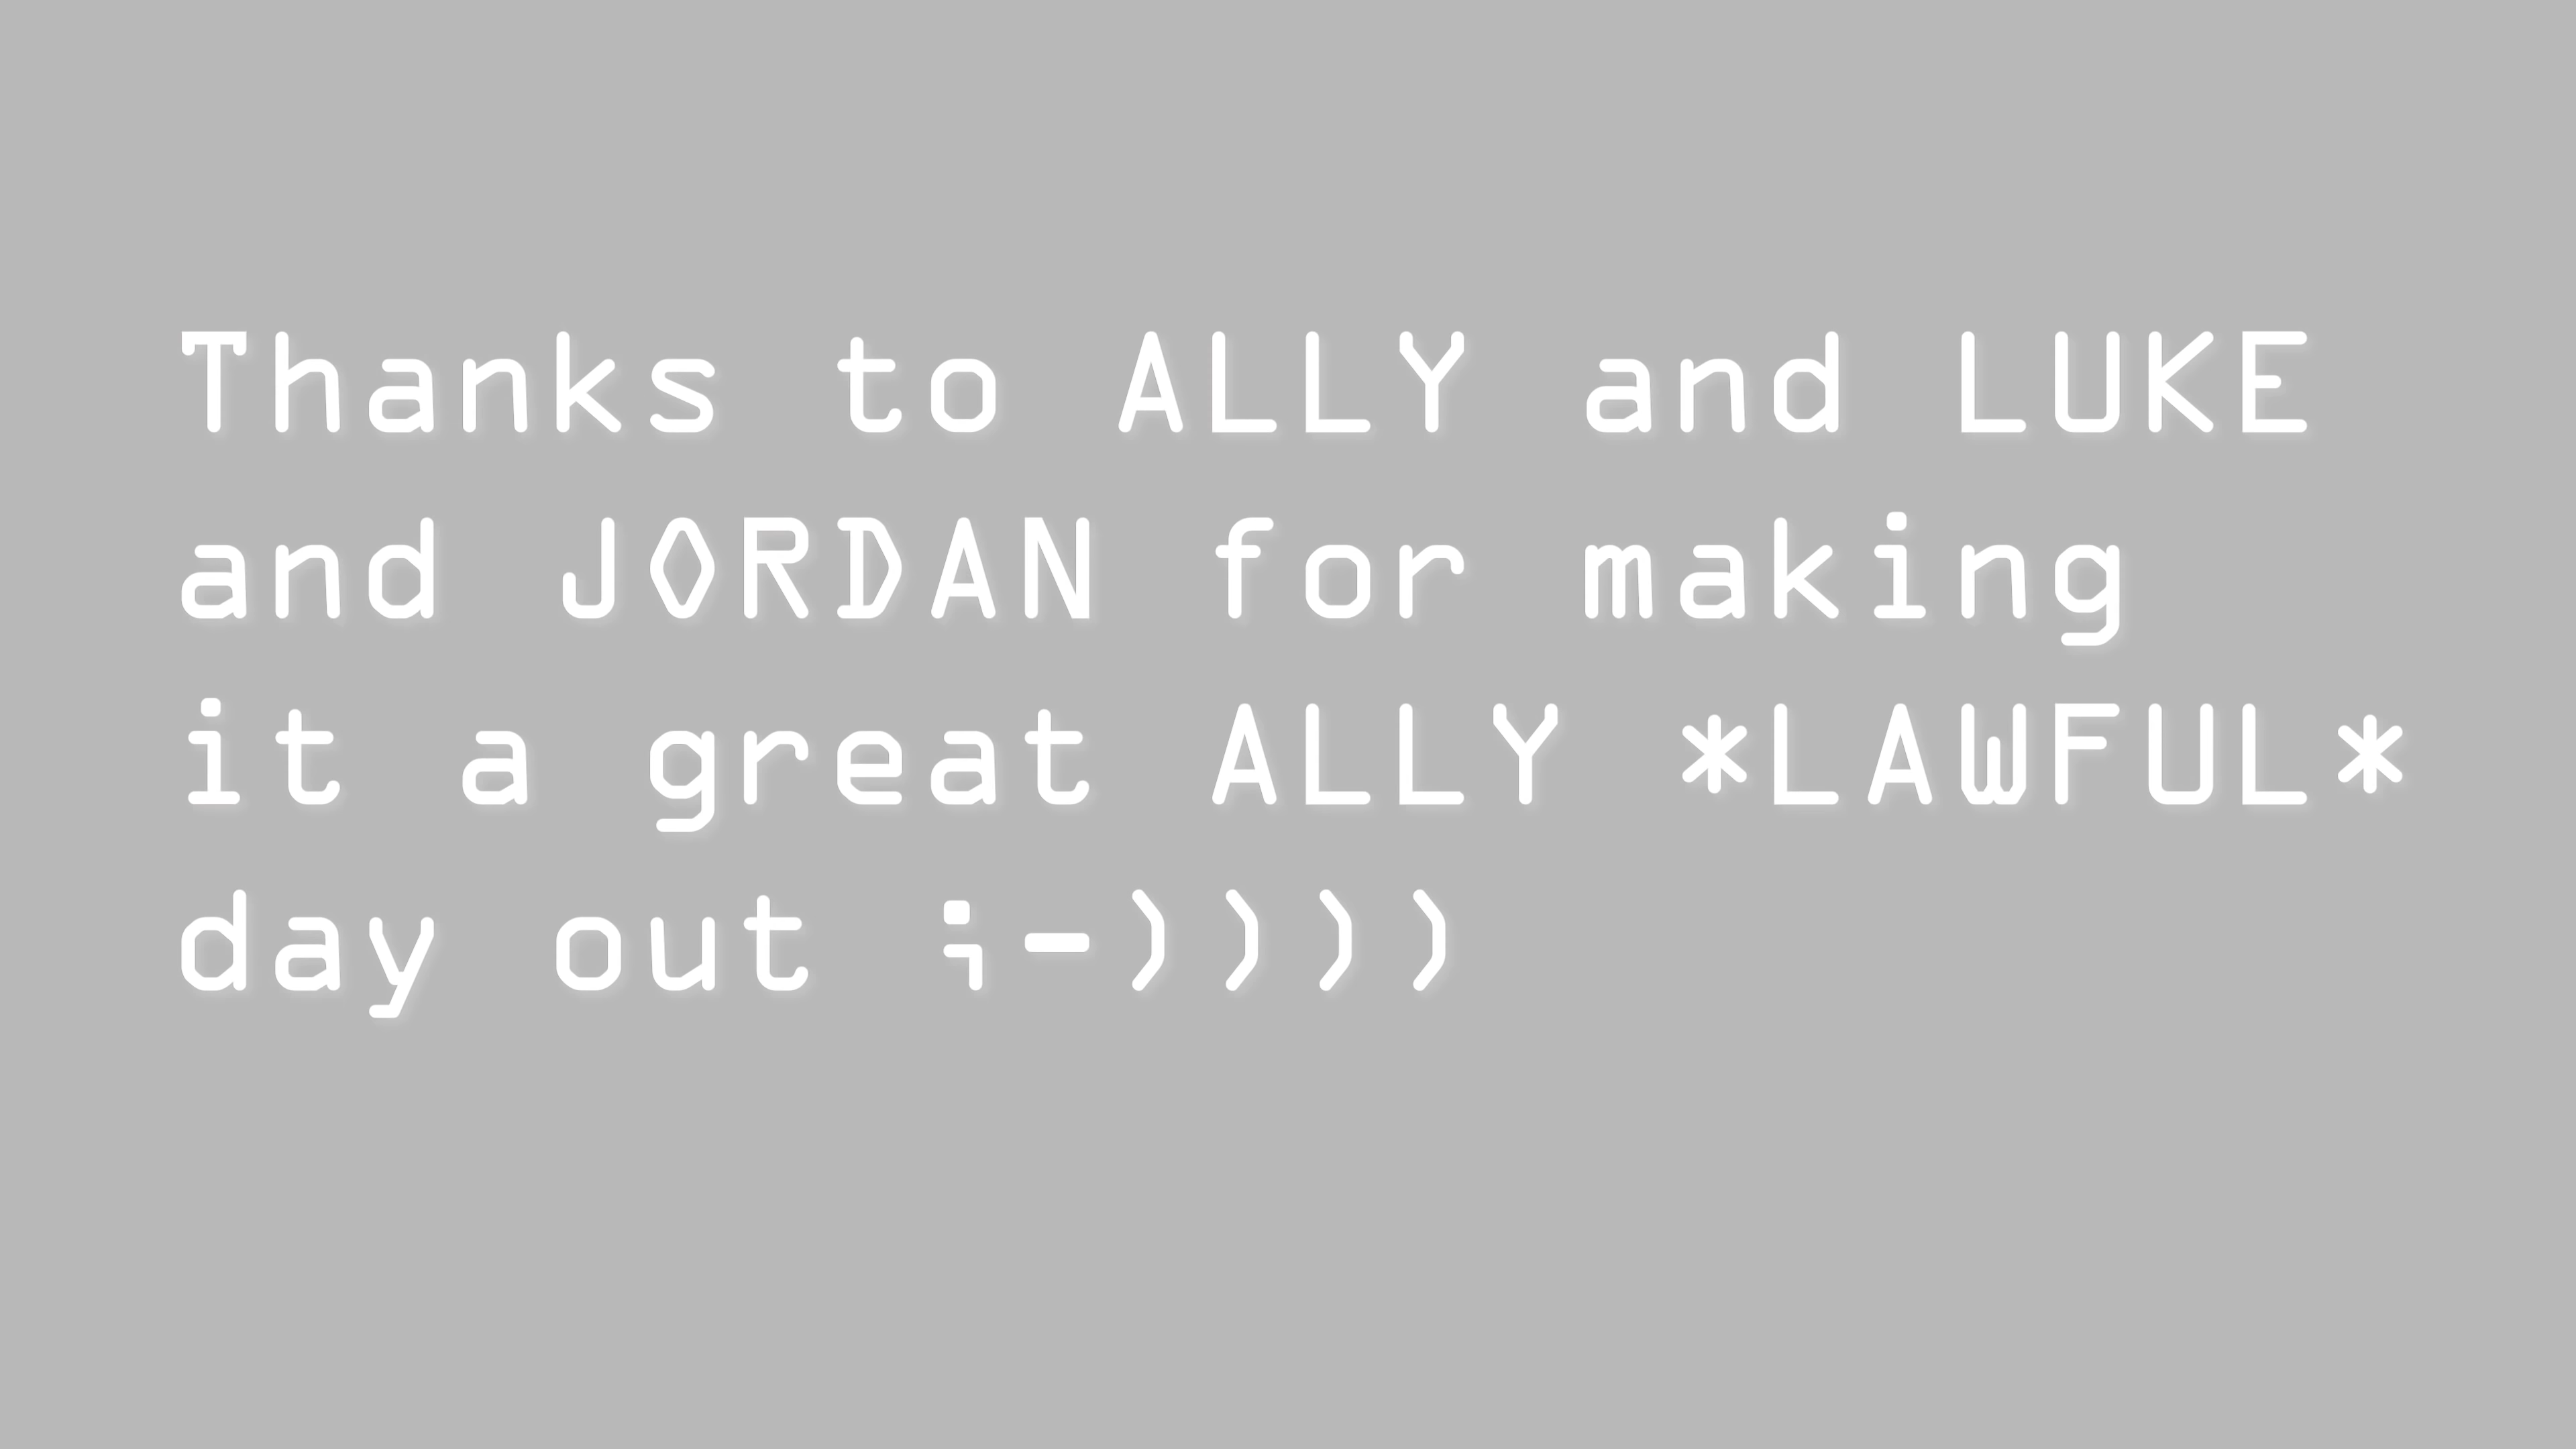 Thanks to ALLY and LUKE
and JORDAN for making
it a great ALLY *LAWFUL*
day out ;-))))